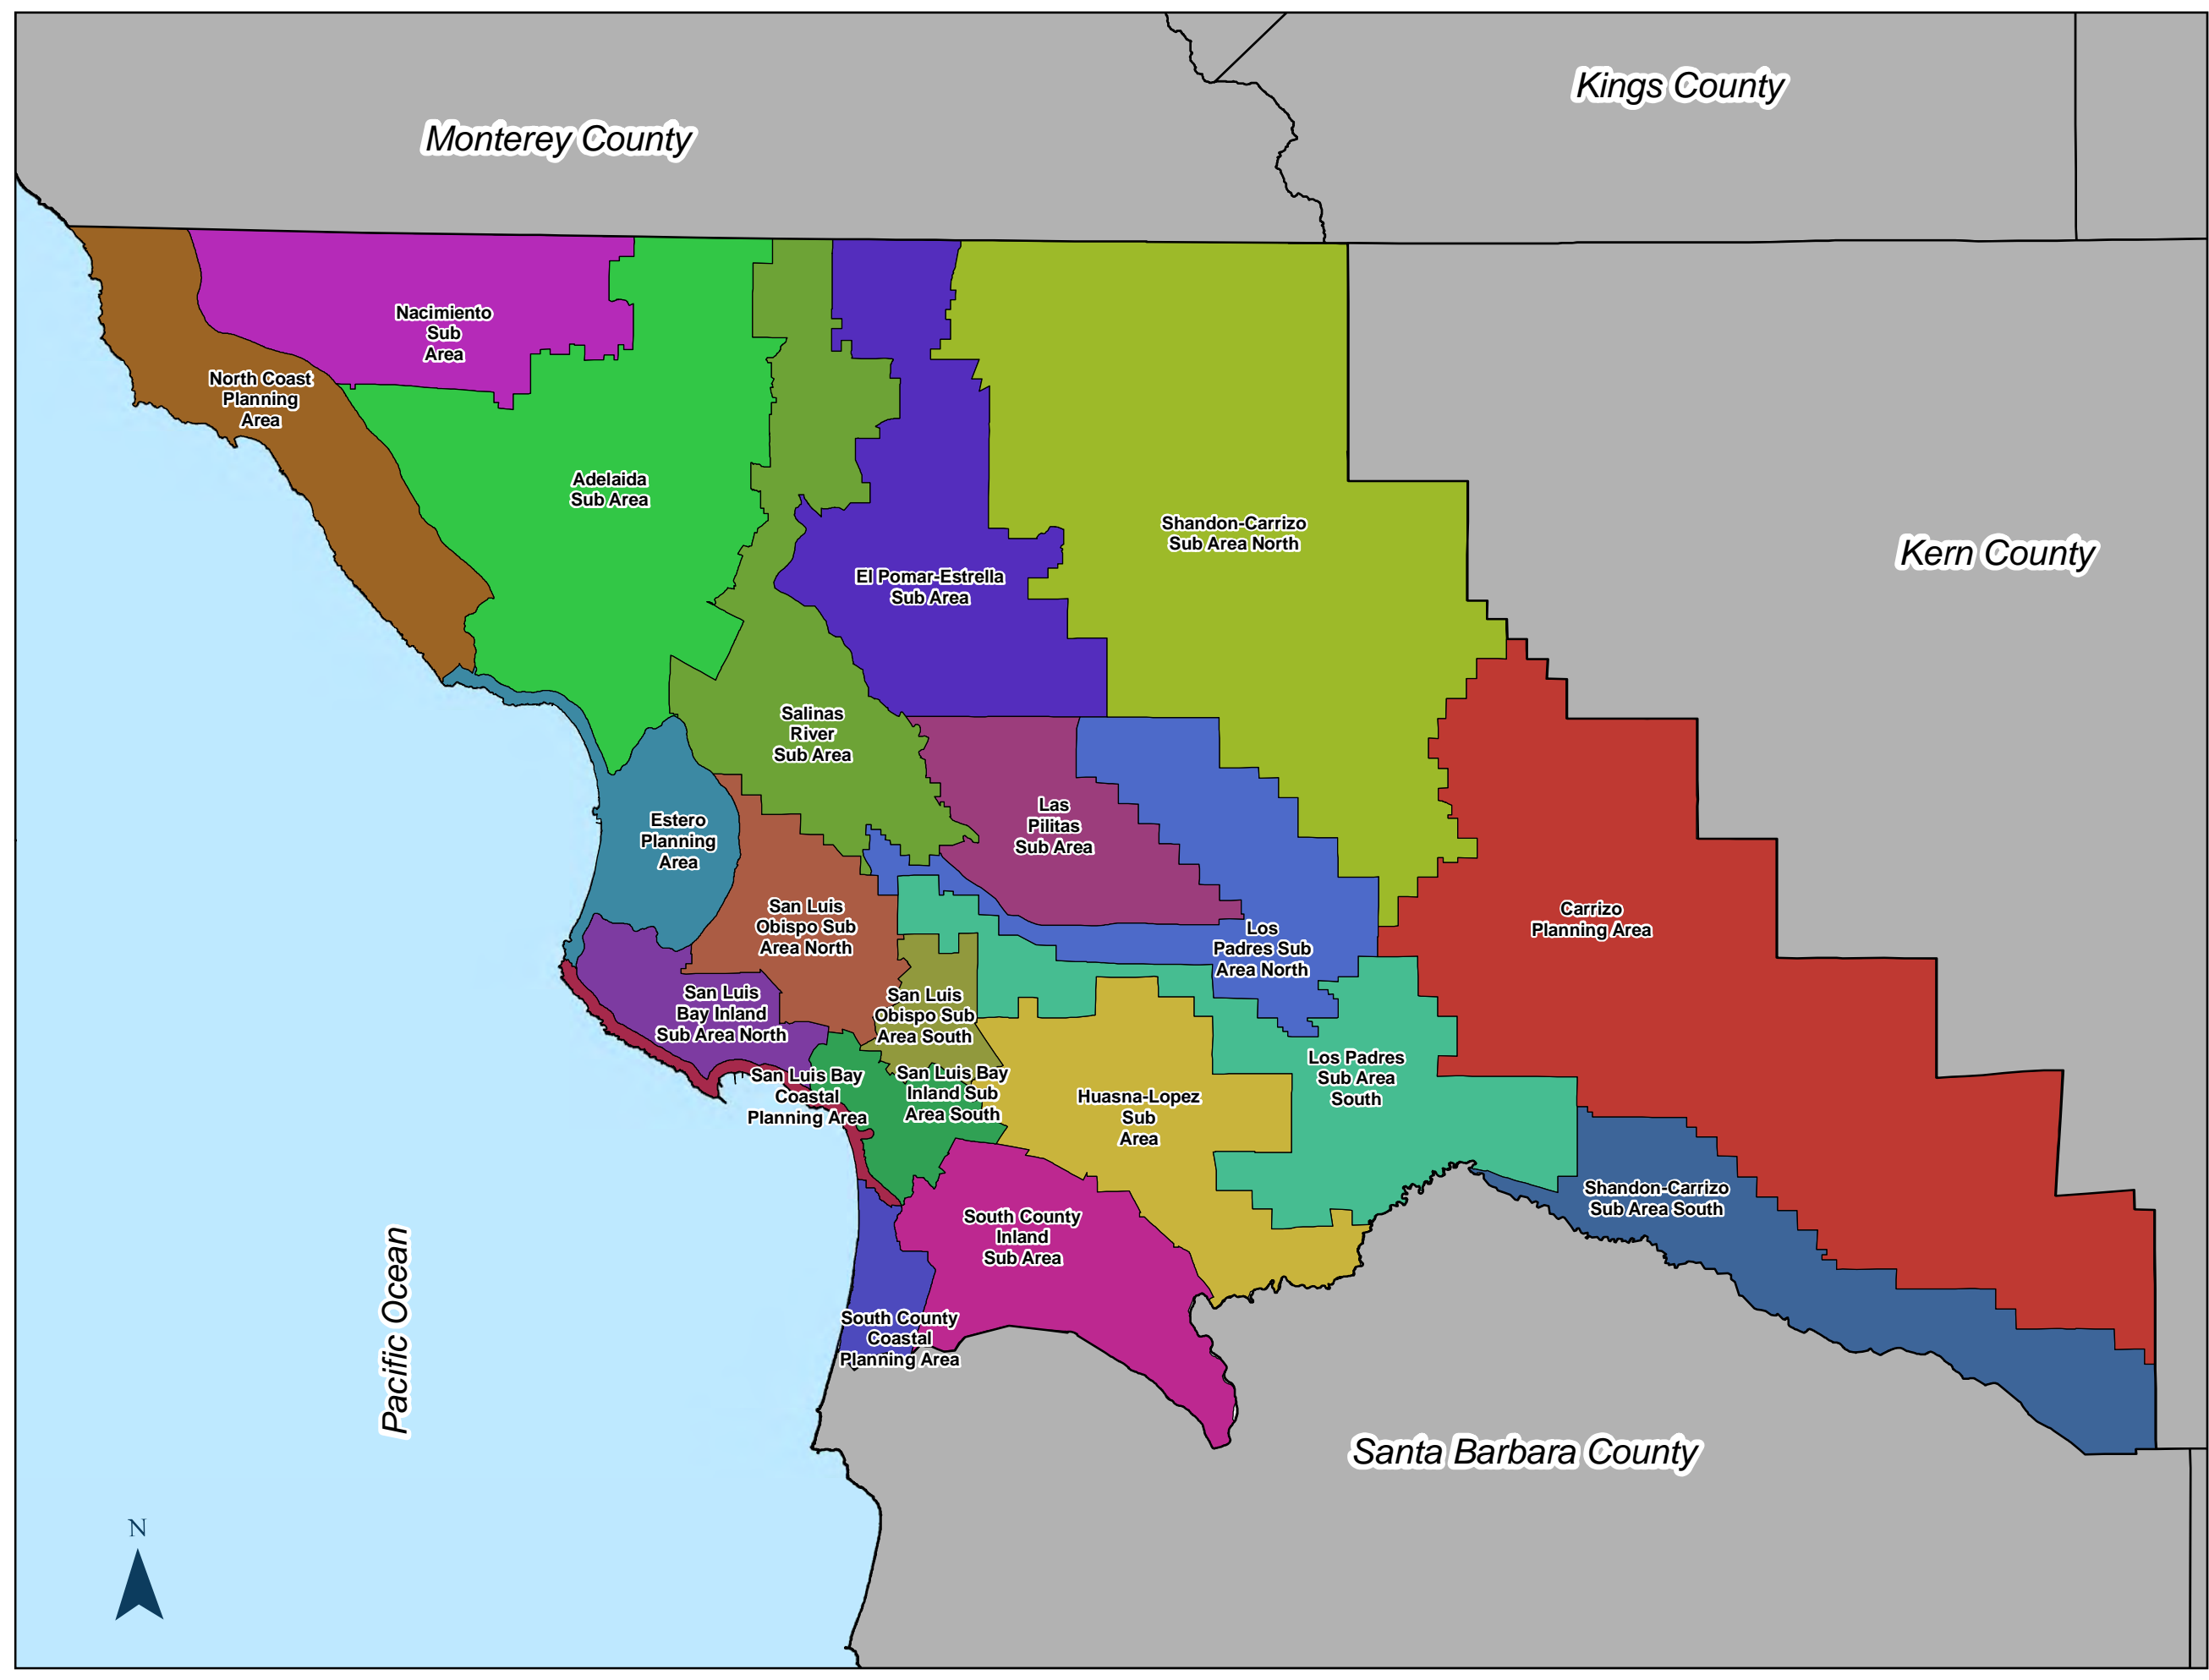 Kings County
Monterey County
Nacimiento
Sub
Area
North Coast
Planning
Area
Adelaida
Sub Area
Shandon-Carrizo
Sub Area North
Kern County
El Pomar-Estrella
Sub Area
Salinas
River
Sub Area
Las
Pilitas
Sub Area
Estero
Planning
Area
San Luis
Obispo Sub
Area North
Carrizo
Planning Area
Los
Padres Sub
Area North
San Luis
Bay Inland
Sub Area North
San Luis
Obispo Sub
Area South
San Luis Bay
Coastal
Planning Area
San Luis Bay
Inland Sub
Area South
Huasna-Lopez
Sub
Area
Los Padres
Sub Area
South
Shandon-Carrizo
Sub Area South
South County
Inland
Sub Area
South County
Coastal
Planning Area
Pacific Ocean
Santa Barbara County
N